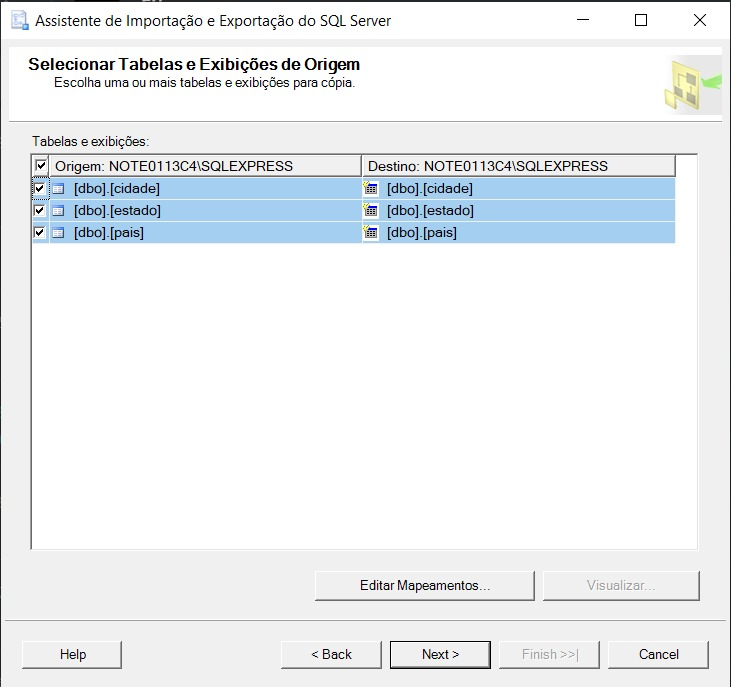 Assistente de Importação e Exportação do SQL Server
Selecionar Tabelas e Exibições de Origem
Escolha uma ou mais tabelas e exibições para cópia.
Tabelas e exibições:
Origem: NOTE0113C4\SQLEXPRESS Destino: NOTE0113C4\SQLEXPRESS
[dbo].[cidade] [dbo].[cidade]
[dbo].[estado] [dbo].[estado]
[dbo].[pais] [dbo].[pais]
Editar Mapeamentos... Visualizar...
Help < Back Next > Finish >>| Cancel